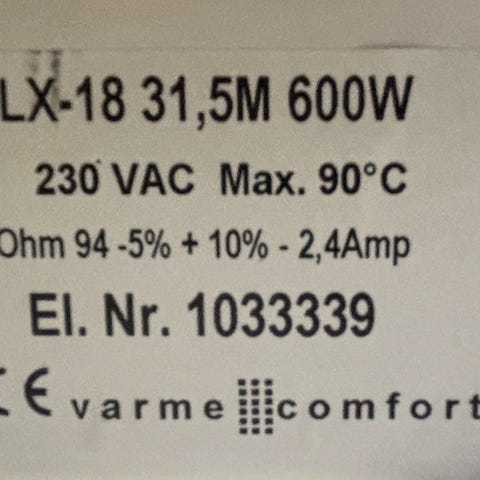 LX-18 31,5M 600W
230 VAC Max. 90°C
Ohm 94 -5% + 10% - 2,4Amp
El. Nr. 1033339
CE varme comfort